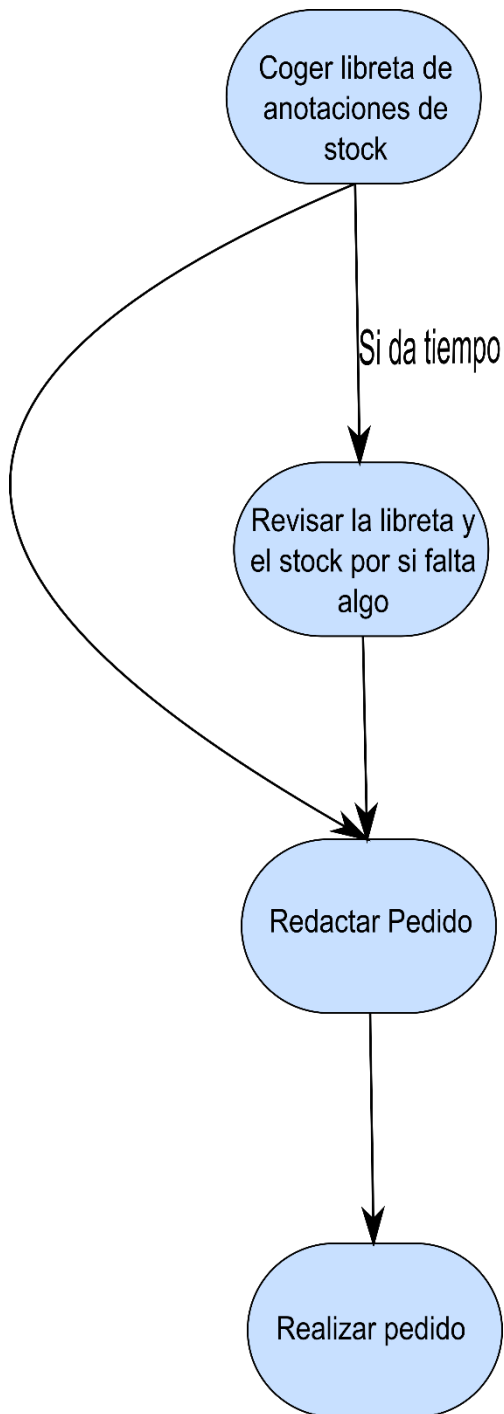 Coger libreta de
anotaciones de
stock
Si da tiempo
Revisar la libreta y
el stock por si falta
algo
Redactar Pedido
Realizar pedido